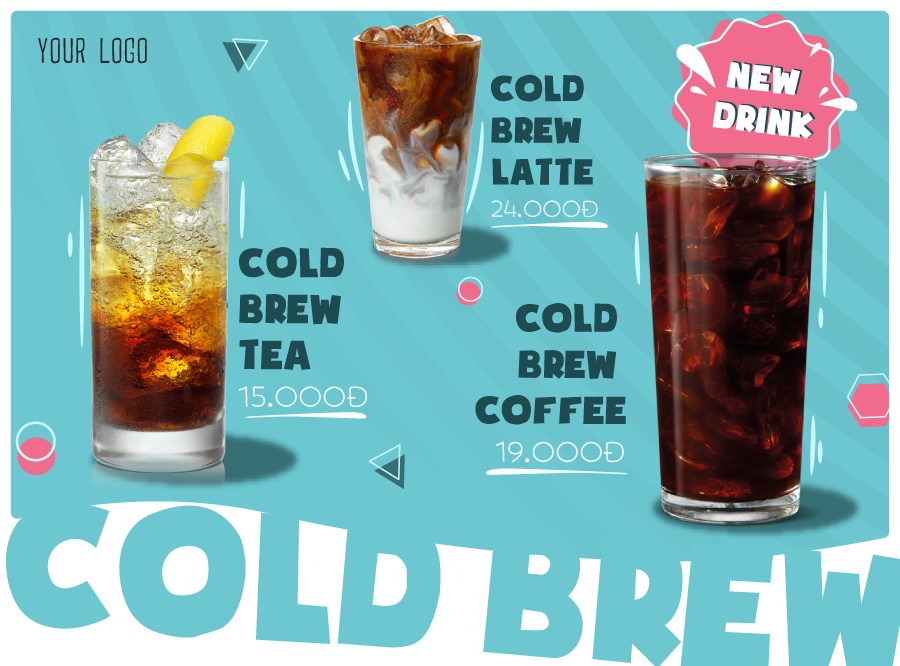 YOUR LOGO
NEW
DRINK
COLD
BREW
LATTE
24.000Đ
COLD
BREW
TEA
15.000Đ
COLD
BREW
COFFEE
19.000Đ
COLD BREW